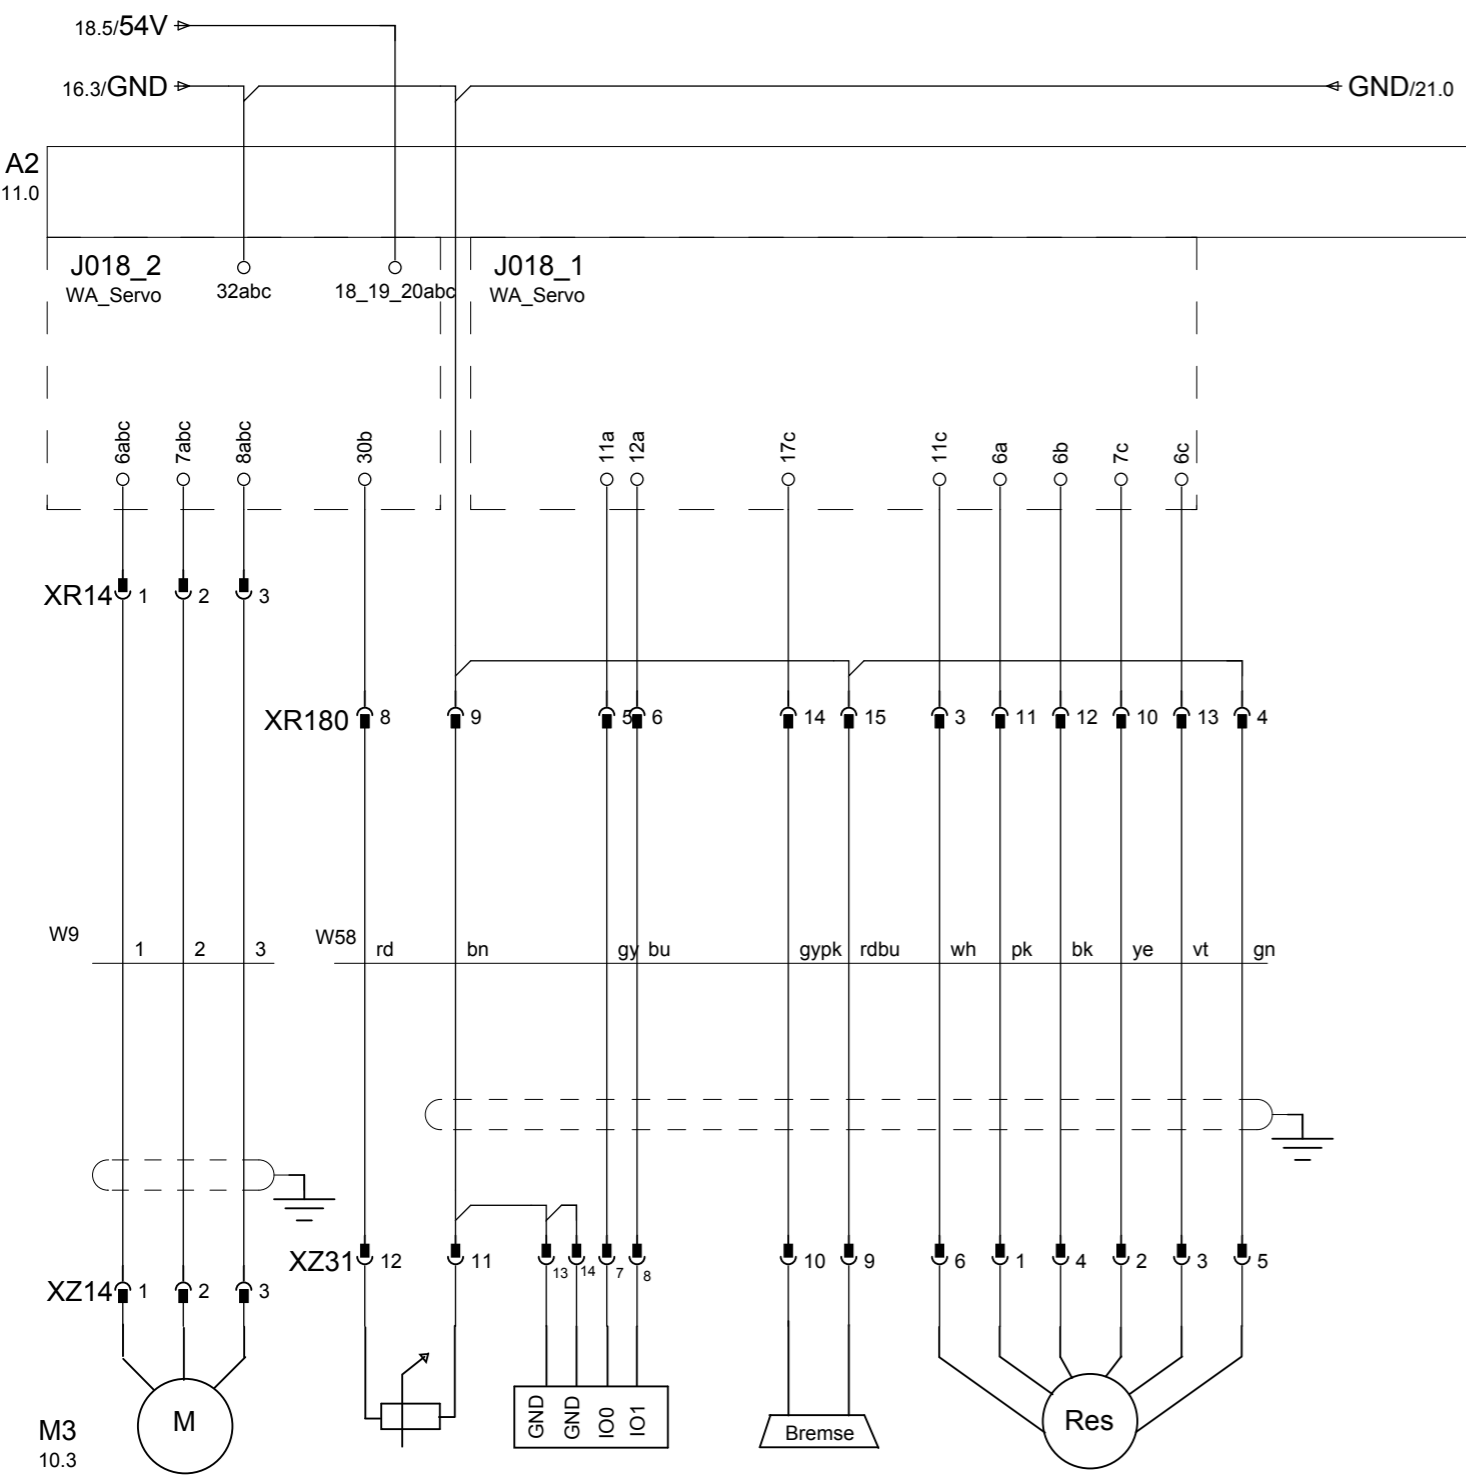 18.5/54V
16.3/GND
GND/21.0
A2
11.0
J018_2
WA_Servo
32abc
18_19_20abc
J018_1
WA_Servo
6abc
7abc
8abc
30b
11a
12a
17c
11c
6a
6b
7c
6c
XR14 1 2 3
XR180 8 9 5 6 14 15 3 11 12 10 13 4
W9 1 2 3
W58 rd bn gy bu gypk rdbu wh pk bk ye vt gn
XZ31 12 11 13 14 7 8 10 9 6 1 4 2 3 5
XZ14 1 2 3
GND
GND
IO0
IO1
M3
10.3
M
Bremse
Res